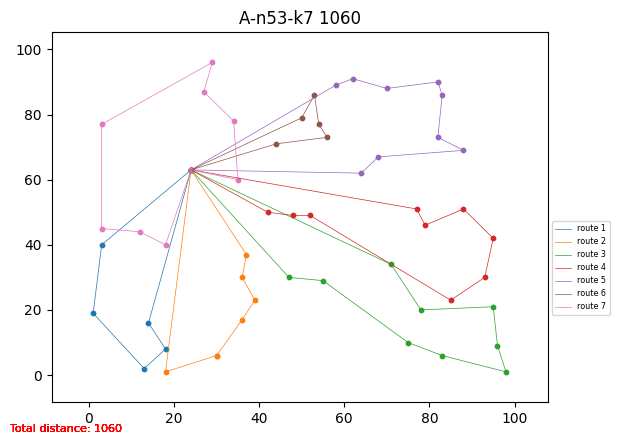 A-n53-k7 1060
100
80
60
40
20
0
0 20 40 60 80 100
route 1
route 2
route 3
route 4
route 5
route 6
route 7
Total distance: 1060